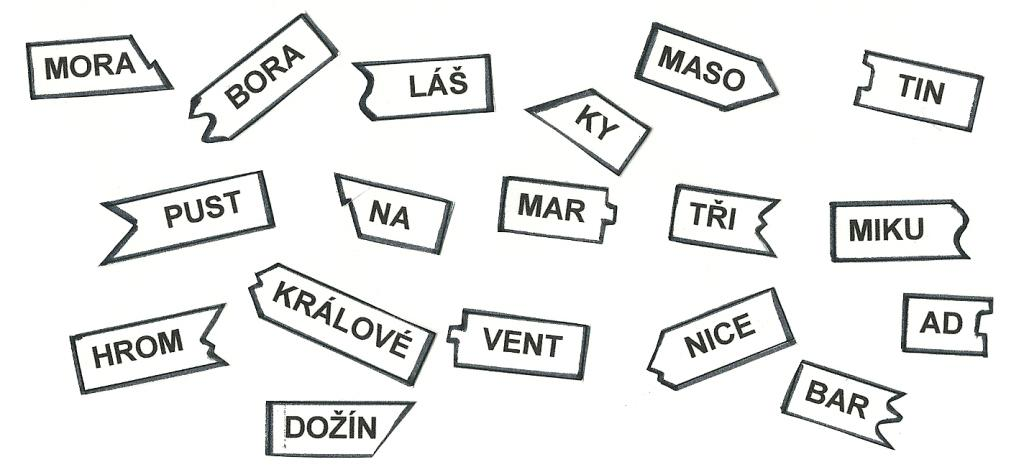 MORA
BORA
LÁŠ
KY
MASO
TIN
PUST
NA
MAR
TŘI
MIKU
HROM
KRÁLOVÉ
VENT
NICE
AD
DOŽÍN
BAR